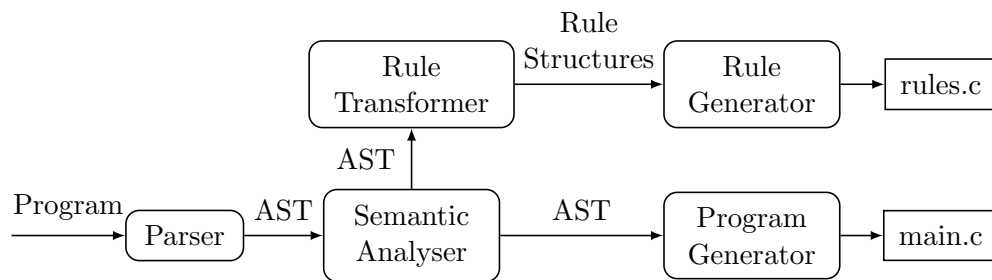 Rule
Structures
Rule
Transformer
Rule
Generator
rules.c
AST
Program
Parser
AST
Semantic
Analyser
AST
Program
Generator
main.c